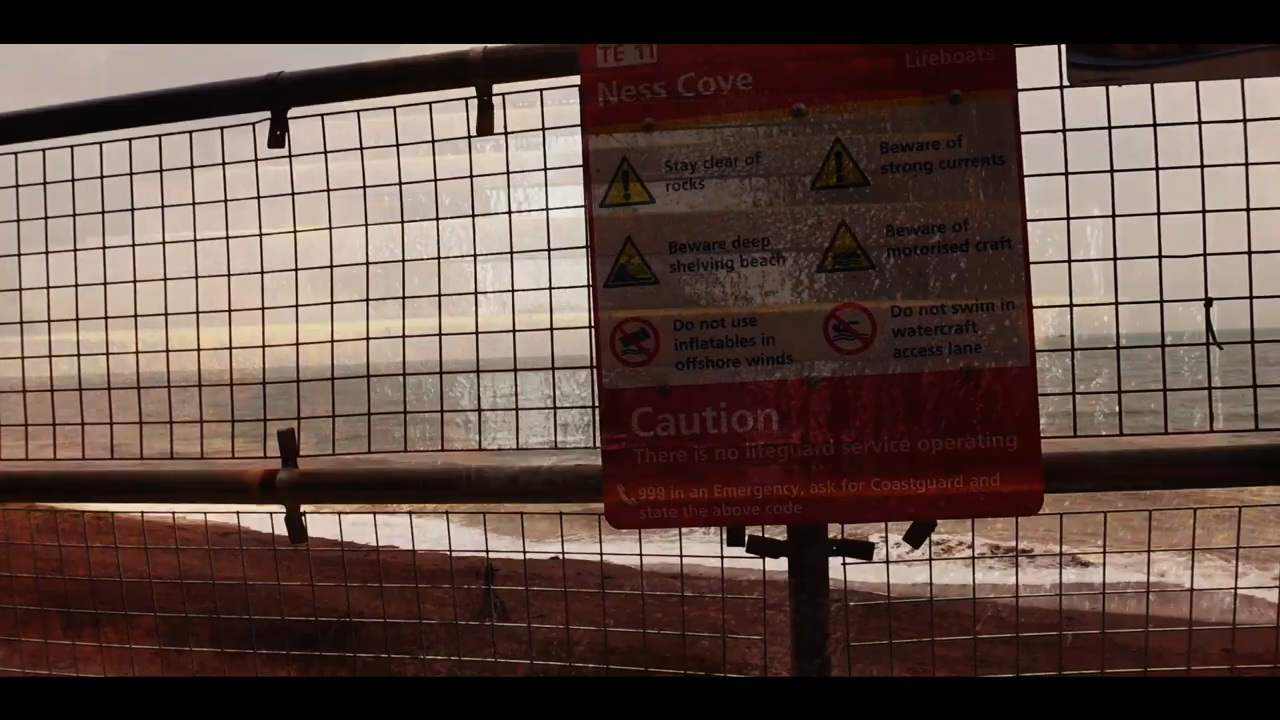 TE 11
Lifeboats
Ness Cove
Stay clear of
rocks
Beware of
strong currents
Beware deep
shelving beach
Beware of
motorised craft
Do not use
inflatables in
offshore winds
Do not swim in
watercraft
access lane
Caution
There is no lifeguard service operating
999 in an Emergency, ask for Coastguard and
state the above code